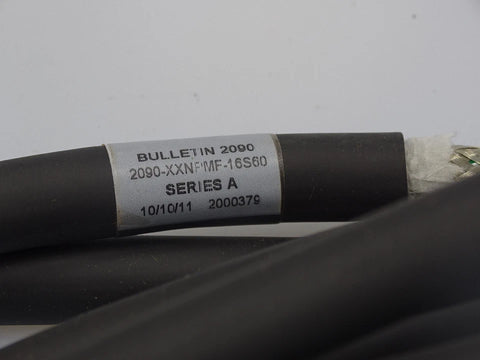 BULLETIN 2090
2090-XXNPMF-16S60
SERIES A
10/10/11 2000379